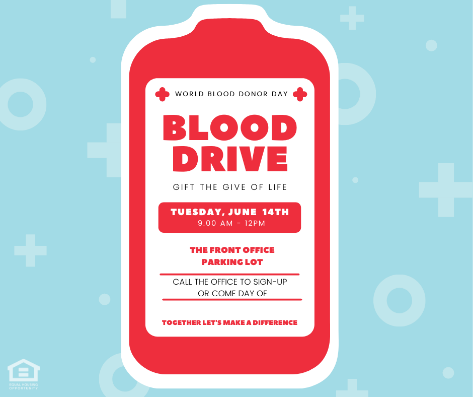 WORLD BLOOD DONOR DAY
BLOOD
DRIVE
GIFT THE GIVE OF LIFE
TUESDAY, JUNE 14TH
9:00 AM - 12PM
THE FRONT OFFICE
PARKING LOT
CALL THE OFFICE TO SIGN-UP
OR COME DAY OF
TOGETHER LET'S MAKE A DIFFERENCE